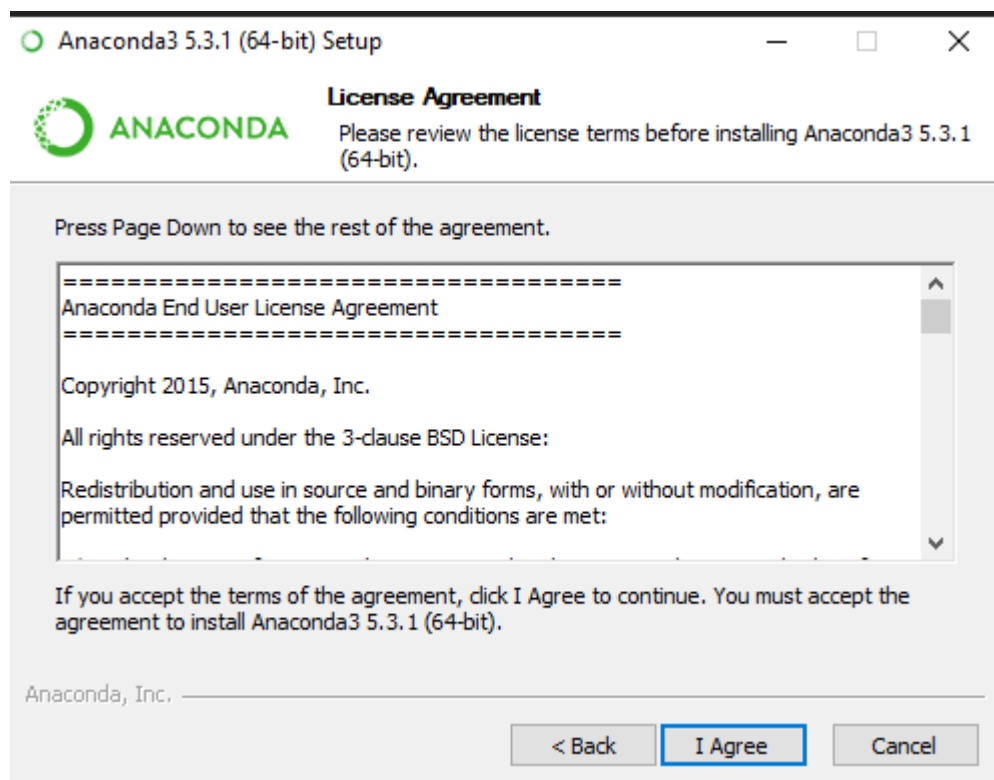 Anaconda3 5.3.1 (64-bit) Setup
ANACONDA
License Agreement
Please review the license terms before installing Anaconda3 5.3.1
(64-bit).
Press Page Down to see the rest of the agreement.
===================================
Anaconda End User License Agreement
===================================
Copyright 2015, Anaconda, Inc.
All rights reserved under the 3-clause BSD License:
Redistribution and use in source and binary forms, with or without modification, are
permitted provided that the following conditions are met:
If you accept the terms of the agreement, click I Agree to continue. You must accept the
agreement to install Anaconda3 5.3.1 (64-bit).
Anaconda, Inc.
< Back
I Agree
Cancel